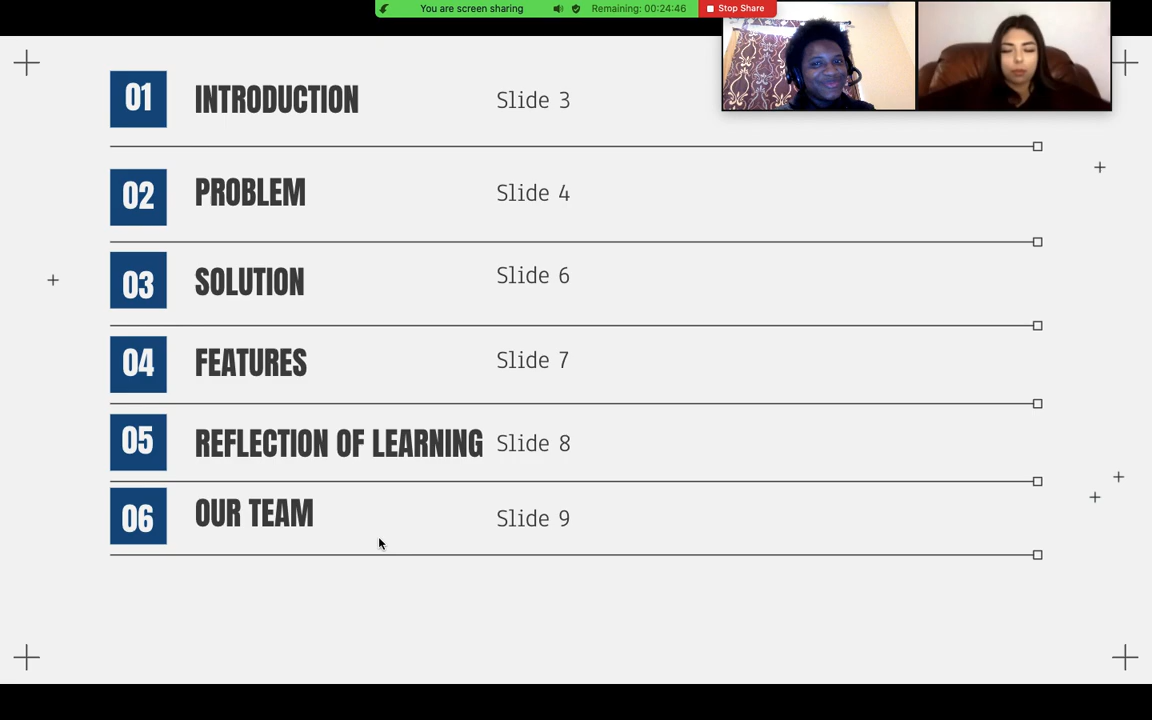 You are screen sharing Remaining: 00:24:46 Stop Share
01 INTRODUCTION Slide 3
02 PROBLEM Slide 4
03 SOLUTION Slide 6
04 FEATURES Slide 7
05 REFLECTION OF LEARNING Slide 8
06 OUR TEAM Slide 9